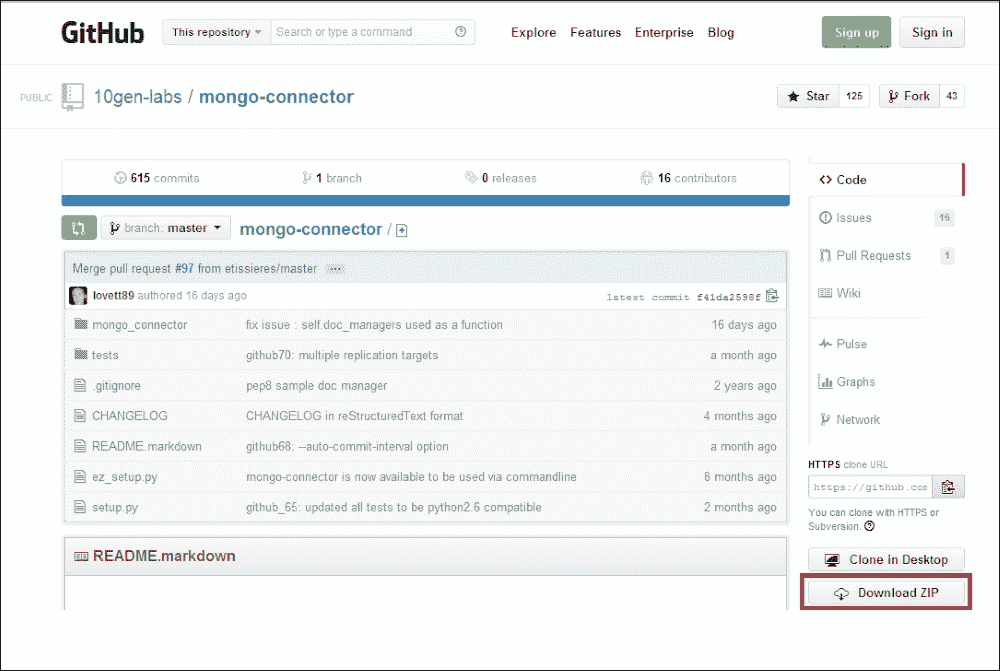 GitHub This repository Search or type a command Explore Features Enterprise Blog Sign up Sign in
PUBLIC 10gen-labs / mongo-connector Star 125 Fork 43
615 commits 1 branch 0 releases 16 contributors
branch: master mongo-connector /
Merge pull request #97 from etissieres/master ...
lovett89 authored 16 days ago latest commit f41da2598f
mongo_connector fix issue : self.doc_managers used as a function 16 days ago
tests github70: multiple replication targets a month ago
.gitignore pep8 sample doc manager 2 years ago
CHANGELOG CHANGELOG in reStructuredText format 4 months ago
README.markdown github68: --auto-commit-interval option a month ago
ez_setup.py mongo-connector is now available to be used via commandline 8 months ago
setup.py github_65: updated all tests to be python2.6 compatible 2 months ago
README.markdown
Code
Issues 16
Pull Requests 1
Wiki
Pulse
Graphs
Network
HTTPS clone URL
https://github.com
You can clone with HTTPS or
Subversion.
Clone in Desktop
Download ZIP